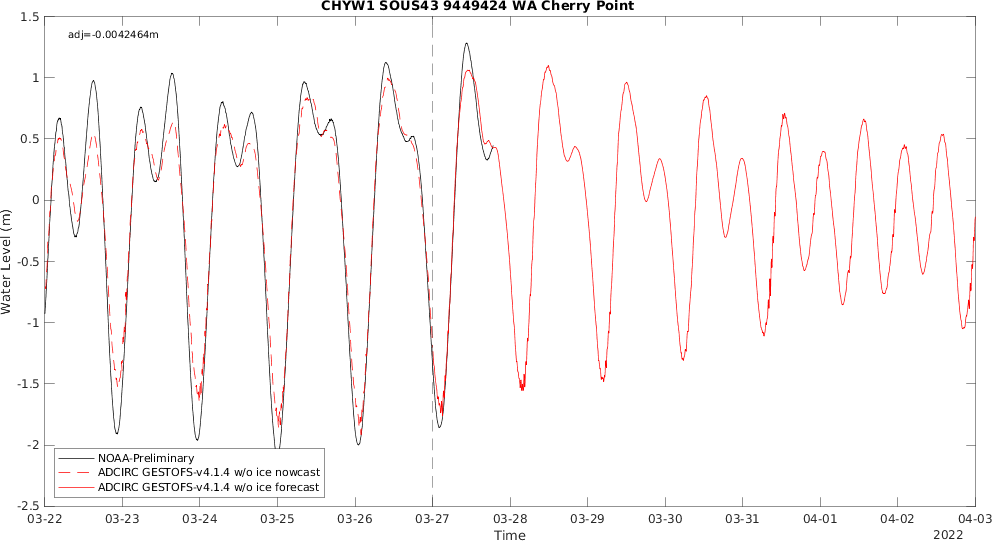 CHYW1 SOUS43 9449424 WA Cherry Point
adj=-0.0042464m
Water Level (m)
1.5
1
0.5
0
-0.5
-1
-1.5
-2
-2.5
NOAA-Preliminary
ADCIRC GESTOFS-v4.1.4 w/o ice nowcast
ADCIRC GESTOFS-v4.1.4 w/o ice forecast
03-22 03-23 03-24 03-25 03-26 03-27 03-28 03-29 03-30 03-31 04-01 04-02 04-03
Time
2022